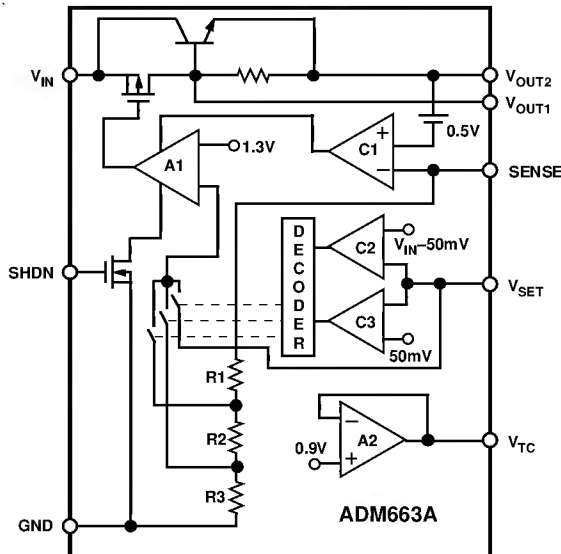 VIN
VOUT2
VOUT1
0.5V
+
C1
−
A1
1.3V
SENSE
DECODER
C2
VIN–50mV
SHDN
VSET
C3
50mV
R1
R2
A2
−
+
0.9V
VTC
R3
ADM663A
GND